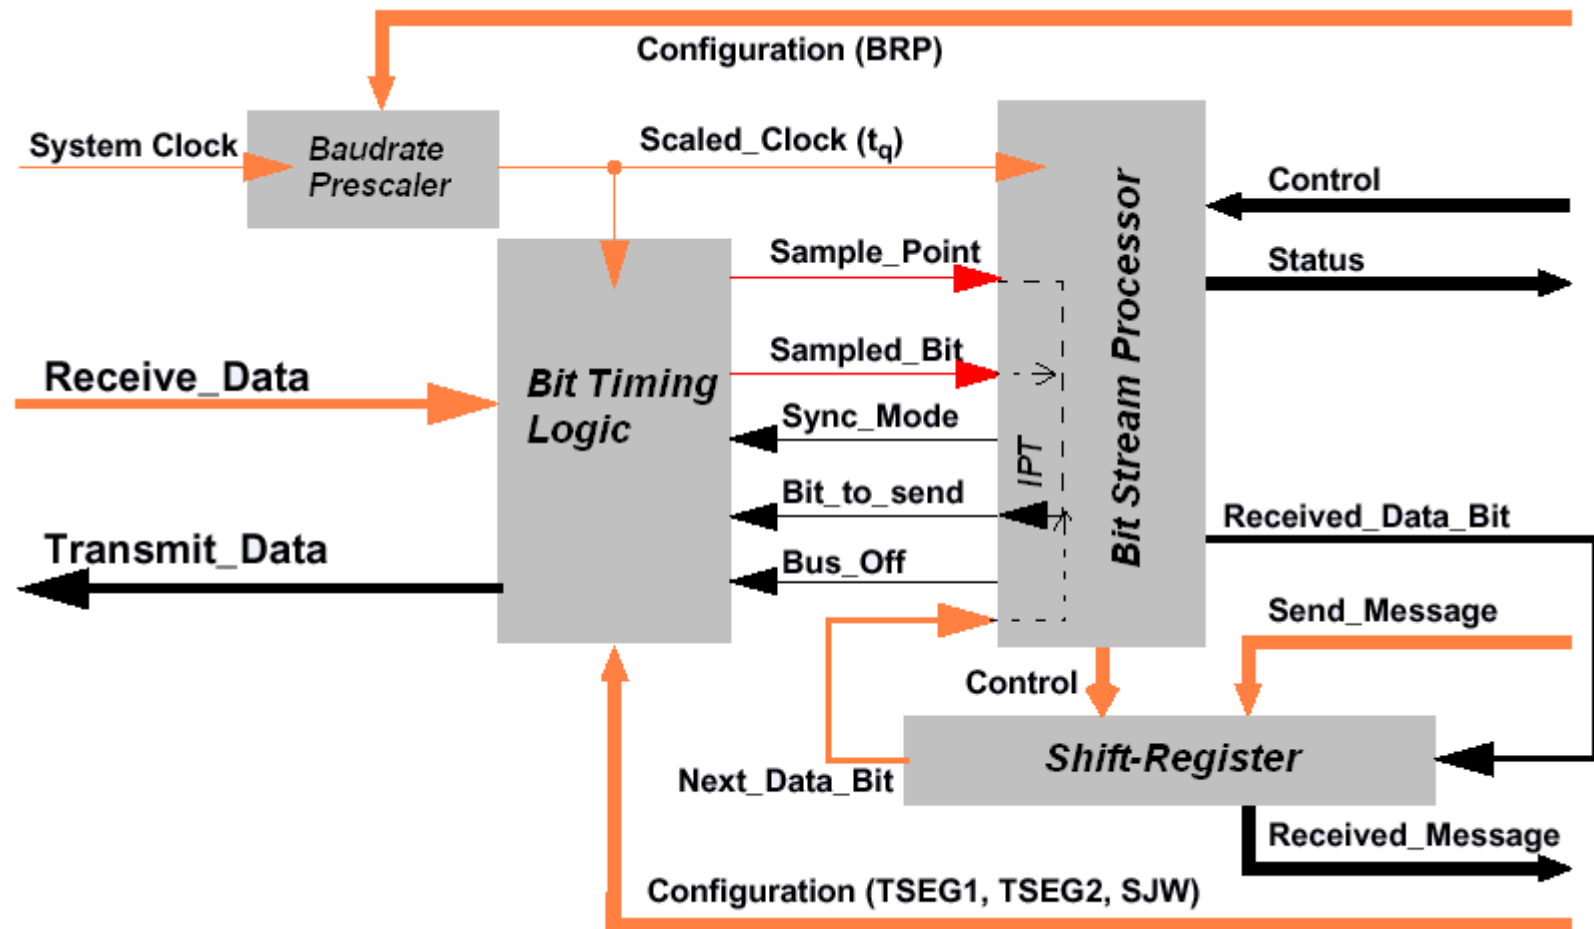 Configuration (BRP)
System Clock
Baudrate
Prescaler
Scaled_Clock (tq)
Control
Status
Sample_Point
Sampled_Bit
Sync_Mode
Bit_to_send
Bus_Off
Receive_Data
Transmit_Data
Bit Timing
Logic
IPT
Bit Stream Processor
Received_Data_Bit
Send_Message
Control
Shift-Register
Next_Data_Bit
Received_Message
Configuration (TSEG1, TSEG2, SJW)